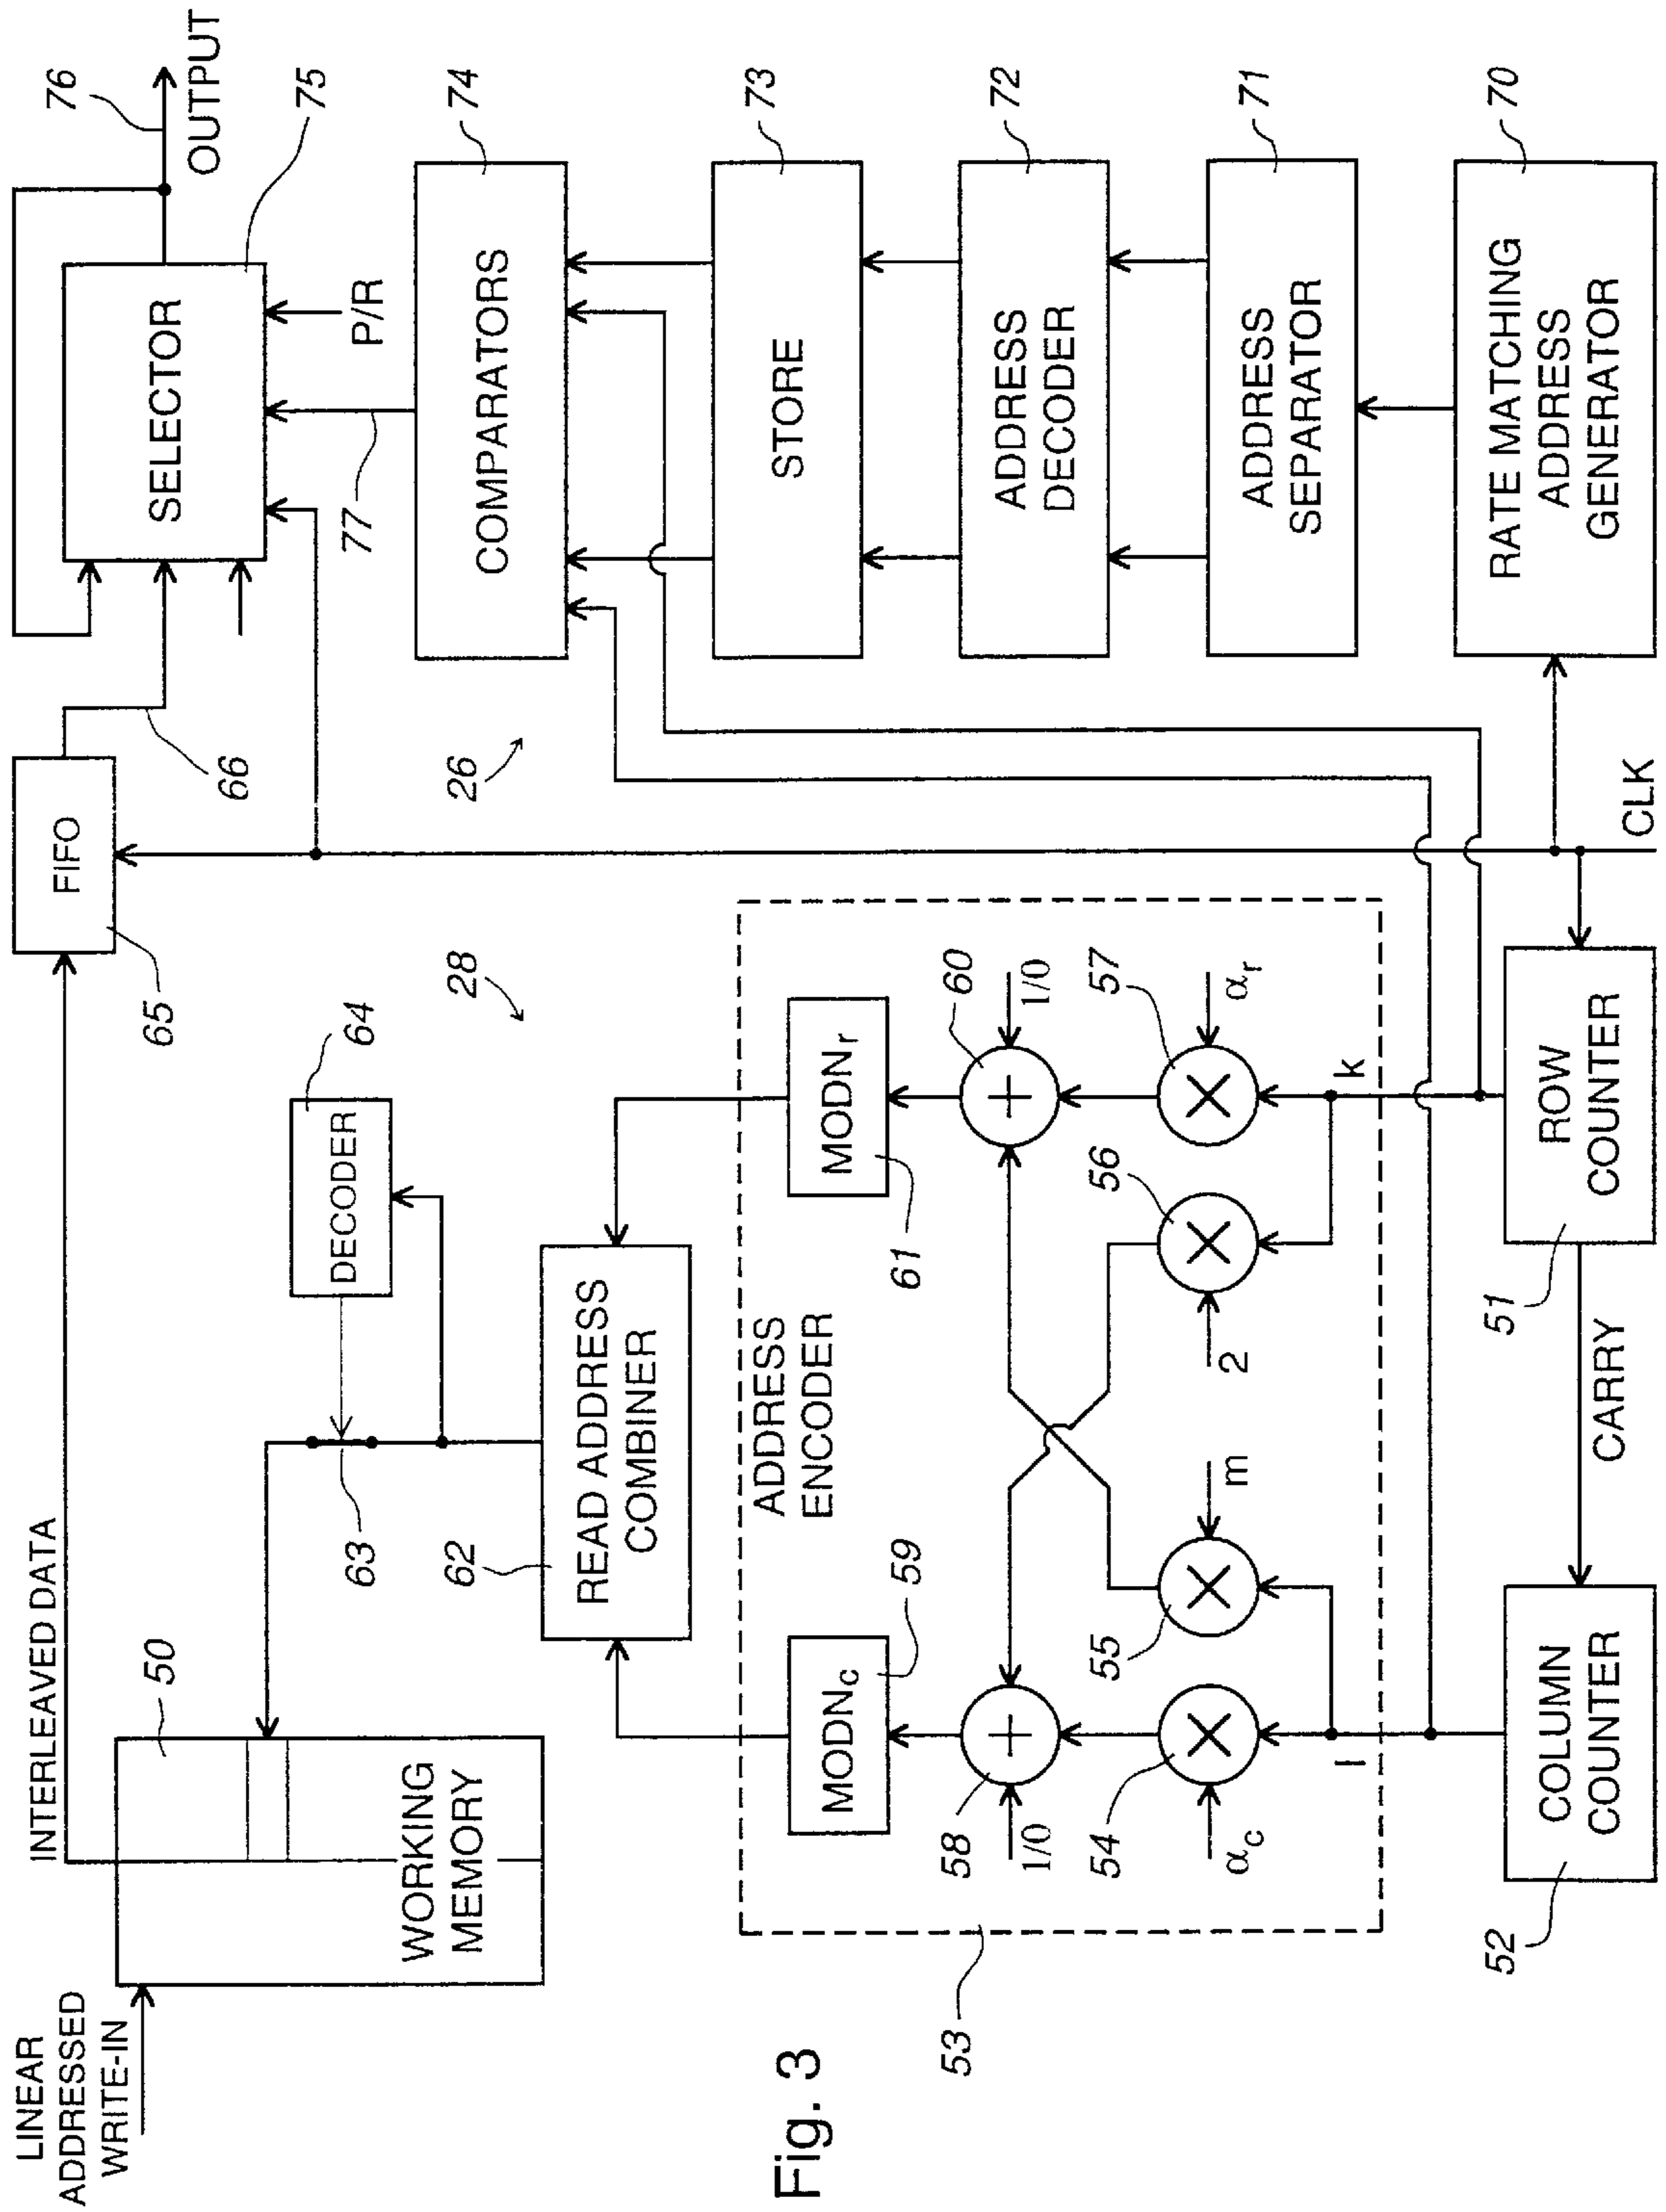 LINEAR
ADDRESSED
WRITE-IN
INTERLEAVED DATA
50
WORKING
MEMORY
63
64
DECODER
65
FIFO
66
76
OUTPUT
75
SELECTOR
P/R
77
28
26
62
READ ADDRESS
COMBINER
74
COMPARATORS
ADDRESS
ENCODER
59
MODNc
61
MODNr
73
STORE
58
1/0
+
60
1/0
+
72
ADDRESS
DECODER
54
αc
×
55
m
×
56
2
×
57
αr
×
71
ADDRESS
SEPARATOR
l
k
53
52
COLUMN
COUNTER
CARRY
51
ROW
COUNTER
CLK
70
RATE MATCHING
ADDRESS
GENERATOR
Fig. 3